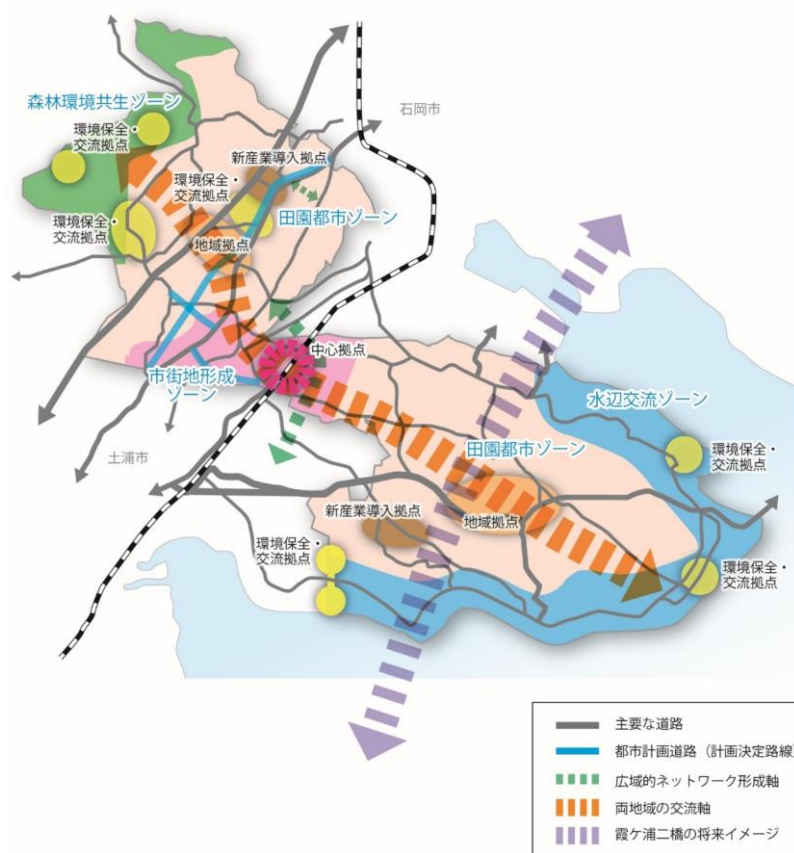 森林環境共生ゾーン
石岡市
環境保全・
交流拠点
新産業導入拠点
環境保全・
交流拠点
環境保全・
交流拠点
田園都市ゾーン
地域拠点
中心拠点
市街地形成
ゾーン
水辺交流ゾーン
土浦市
田園都市ゾーン
環境保全・
交流拠点
新産業導入拠点
地域拠点
環境保全・
交流拠点
環境保全・
交流拠点
主要な道路
都市計画道路（計画決定路線）
広域的ネットワーク形成軸
両地域の交流軸
霞ケ浦二橋の将来イメージ